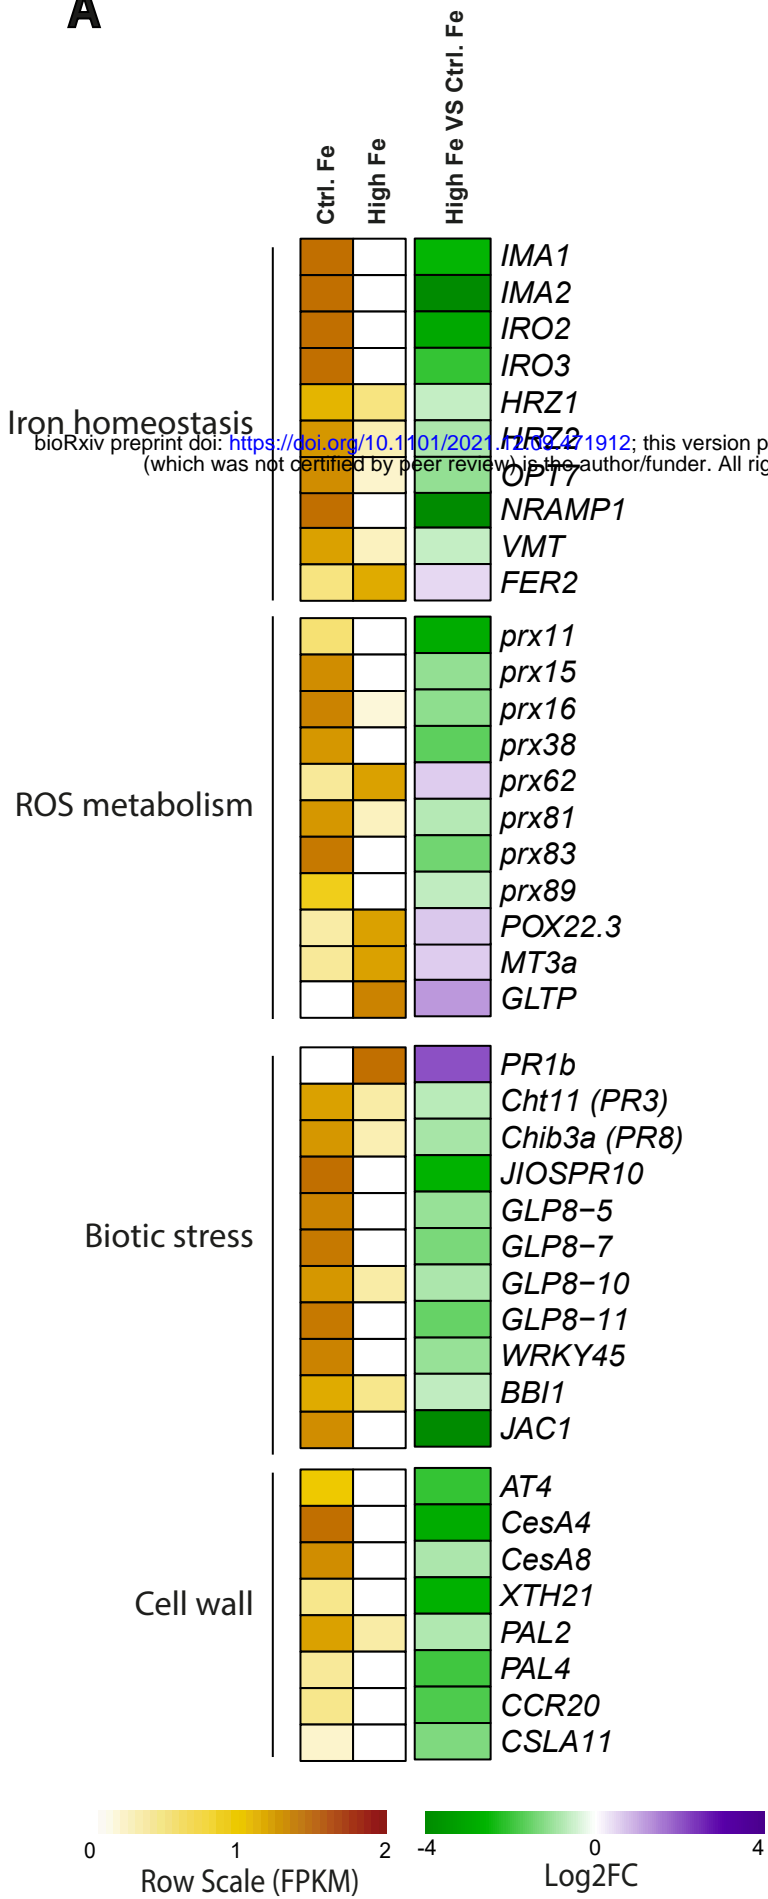 A
Ctrl. Fe
High Fe
High Fe VS Ctrl. Fe
Iron homeostasis
IMA1
IMA2
IRO2
IRO3
HRZ1
HRZ2
OPT7
NRAMP1
VMT
FER2
bioRxiv preprint doi: https://doi.org/10.1101/2021.12.09.471912; this version p
(which was not certified by peer review) is the author/funder. All rig
ROS metabolism
prx11
prx15
prx16
prx38
prx62
prx81
prx83
prx89
POX22.3
MT3a
GLTP
Biotic stress
PR1b
Cht11 (PR3)
Chib3a (PR8)
JIOSPR10
GLP8−5
GLP8−7
GLP8−10
GLP8−11
WRKY45
BBI1
JAC1
Cell wall
AT4
CesA4
CesA8
XTH21
PAL2
PAL4
CCR20
CSLA11
0 1 2
Row Scale (FPKM)
-4 0 4
Log2FC